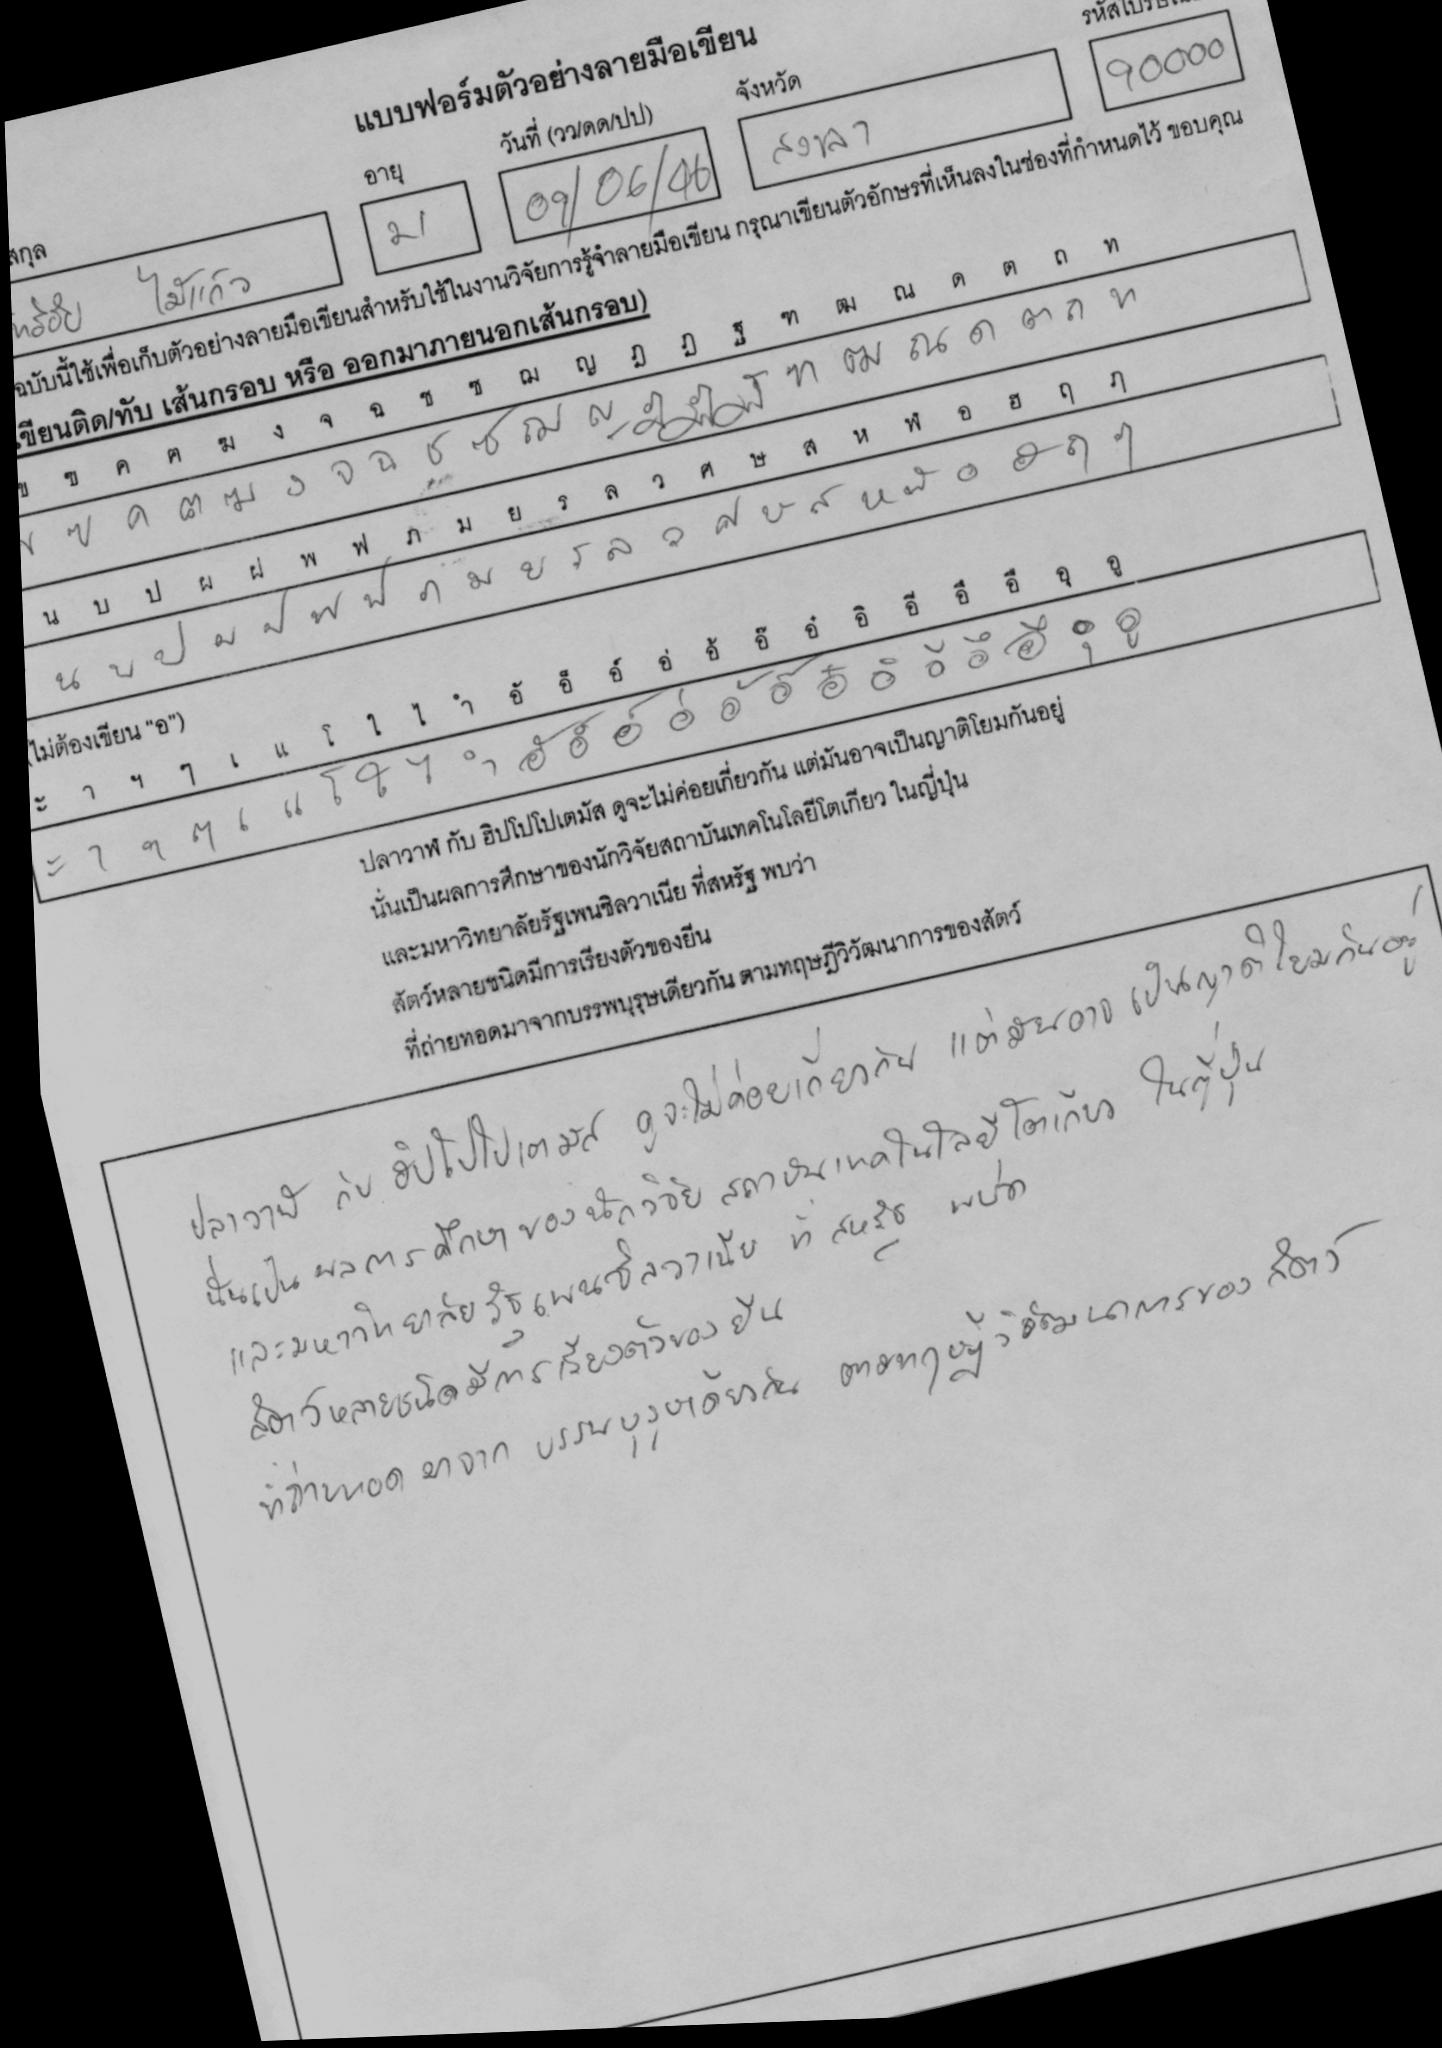 แบบฟอร์มตัวอย่างลายมือเขียน
สกุล อายุ วันที่ (วว/ดด/ปป) จังหวัด
ไม้แก้ว 09/06/46 สงขลา 90000
ฉบับนี้ใช้เพื่อเก็บตัวอย่างลายมือเขียนสำหรับใช้ในงานวิจัยการรู้จำลายมือเขียน กรุณาเขียนตัวอักษรที่เห็นลงในช่องที่กำหนดไว้ ขอบคุณ
เขียนติด/ทับ เส้นกรอบ หรือ ออกมาภายนอกเส้นกรอบ)
ข ฃ ค ฅ ฆ ง จ ฉ ช ซ ฌ ญ ฎ ฏ ฐ ฑ ฒ ณ ด ต ถ ท
ข ฃ ค ฅ ฆ ง จ ฉ ช ซ ฌ ญ ฎ ฏ ฐ ฑ ฒ ณ ด ต ถ ท
น บ ป ผ ฝ พ ฟ ภ ม ย ร ล ว ศ ษ ส ห ฬ อ ฮ ฤ ฦ
น บ ป ผ ฝ พ ฟ ภ ม ย ร ล ว ศ ษ ส ห ฬ อ ฮ ฤ ฦ
(ไม่ต้องเขียน "อ")
ะ า ฯ ๆ เ แ โ ใ ไ ำ อั อ็ อ์ อ่ อ้ อ๊ อ๋ อิ อี อึ อื อุ อู
ะ า ฯ ๆ เ แ โ ใ ไ ำ อั อ็ อ์ อ่ อ้ อ๊ อ๋ อิ อี อึ อื อุ อู
ปลาวาฬ กับ ฮิปโปโปเตมัส ดูจะไม่ค่อยเกี่ยวกัน แต่มันอาจเป็นญาติโยมกันอยู่
นั่นเป็นผลการศึกษาของนักวิจัยสถาบันเทคโนโลยีโตเกียว ในญี่ปุ่น
และมหาวิทยาลัยรัฐเพนซิลวาเนีย ที่สหรัฐ พบว่า
สัตว์หลายชนิดมีการเรียงตัวของยีน
ที่ถ่ายทอดมาจากบรรพบุรุษเดียวกัน ตามทฤษฎีวิวัฒนาการของสัตว์
ปลาวาฬ กับ ฮิปโปโปเตมัส ดูจะไม่ค่อยเกี่ยวกัน แต่มันอาจ เป็นญาติโยมกันอยู่
นั่นเป็น ผลการศึกษาของนักวิจัย สถาบันเทคโนโลยีโตเกียว ในญี่ปุ่น
และมหาวิทยาลัยรัฐเพนซิลวาเนีย ที่ สหรัฐ พบว่า
สัตว์หลายชนิดมีการเรียงตัวของยีน
ที่ถ่ายทอด มาจาก บรรพบุรุษเดียวกัน ตามทฤษฎีวิวัฒนาการของ สัตว์